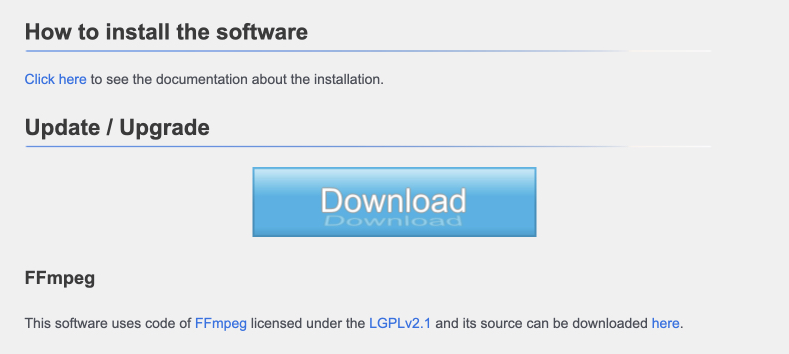 How to install the software
Click here to see the documentation about the installation.
Update / Upgrade
Download
FFmpeg
This software uses code of FFmpeg licensed under the LGPLv2.1 and its source can be downloaded here.